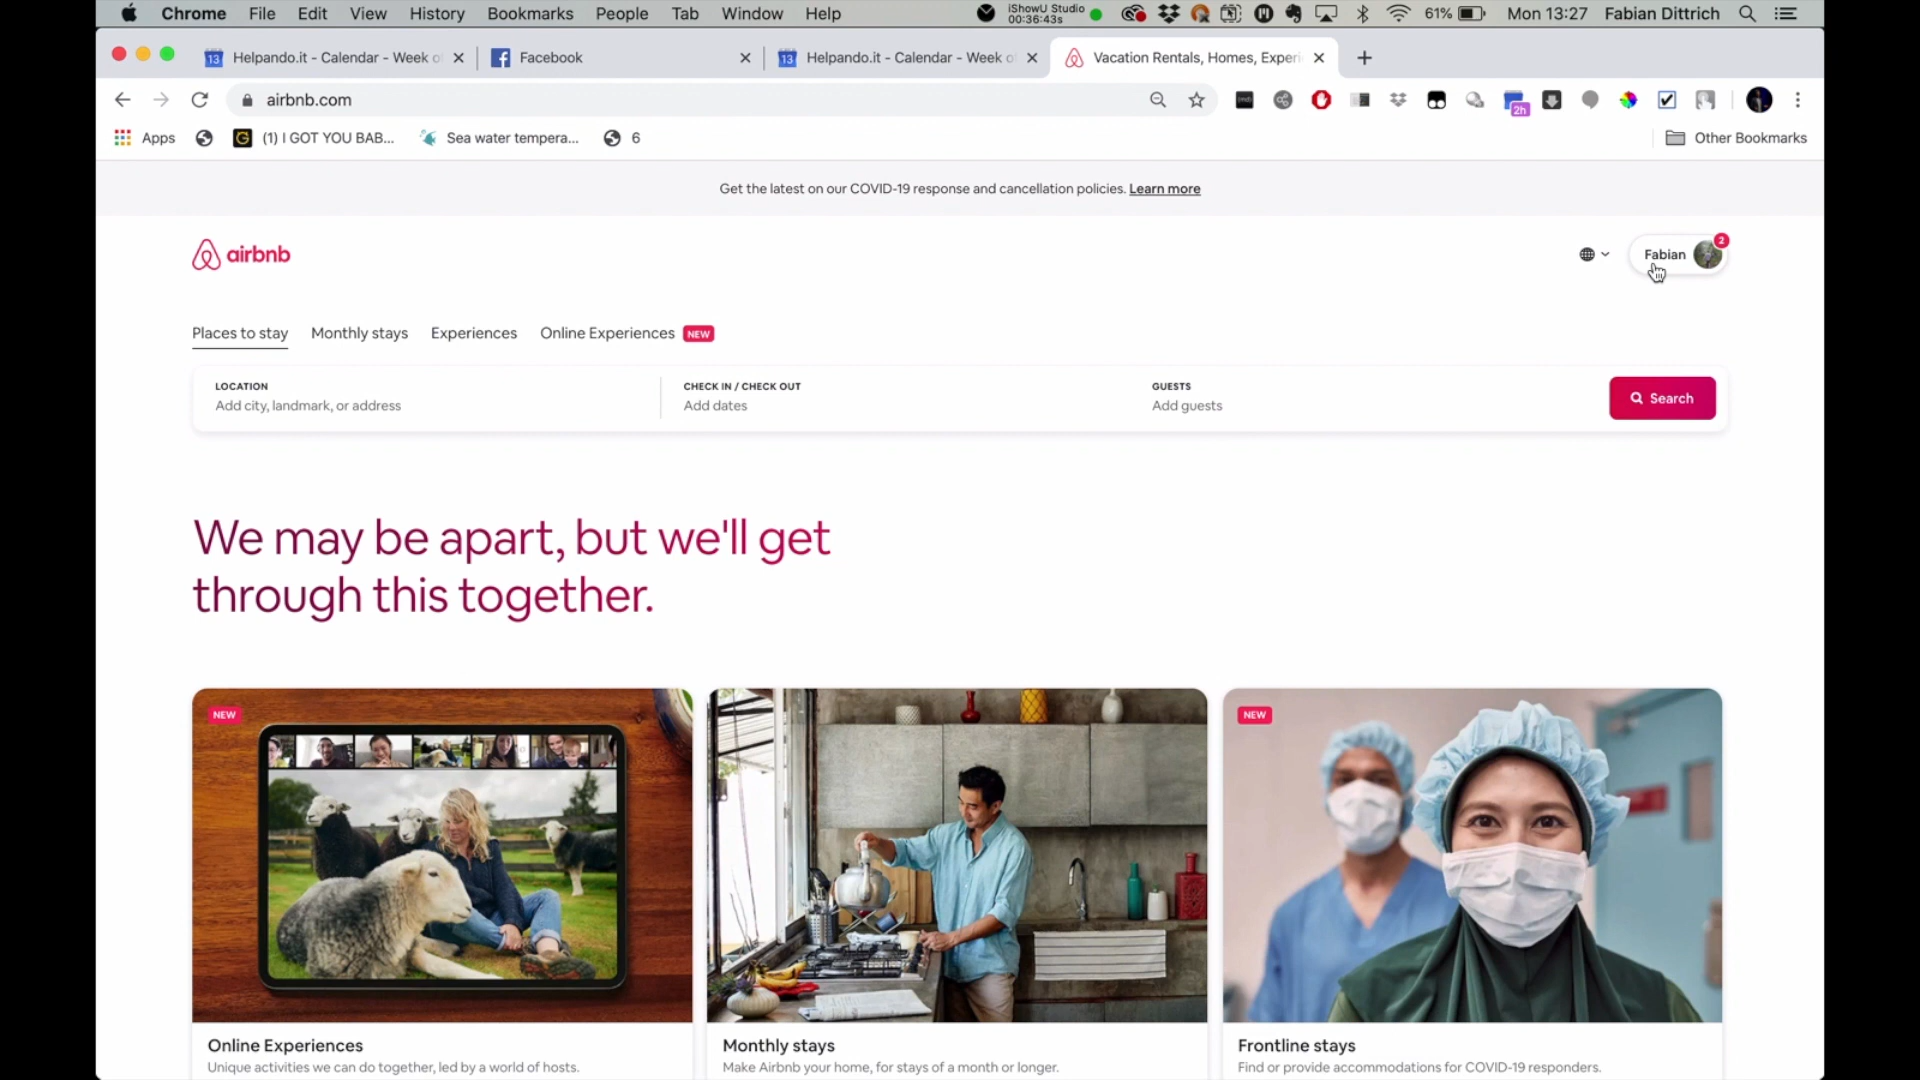 Chrome File Edit View History Bookmarks People Tab Window Help iShowU Studio 00:36:43s 61% Mon 13:27 Fabian Dittrich
13 Helpando.it - Calendar - Week o Facebook 13 Helpando.it - Calendar - Week o Vacation Rentals, Homes, Experi
airbnb.com 2h
Apps (1) I GOT YOU BAB... Sea water tempera... 6 Other Bookmarks
Get the latest on our COVID-19 response and cancellation policies. Learn more
airbnb Fabian 2
Places to stay Monthly stays Experiences Online Experiences NEW
LOCATION CHECK IN / CHECK OUT GUESTS
Add city, landmark, or address Add dates Add guests Search
We may be apart, but we'll get
through this together.
NEW NEW
Online Experiences Monthly stays Frontline stays
Unique activities we can do together, led by a world of hosts. Make Airbnb your home, for stays of a month or longer. Find or provide accommodations for COVID-19 responders.